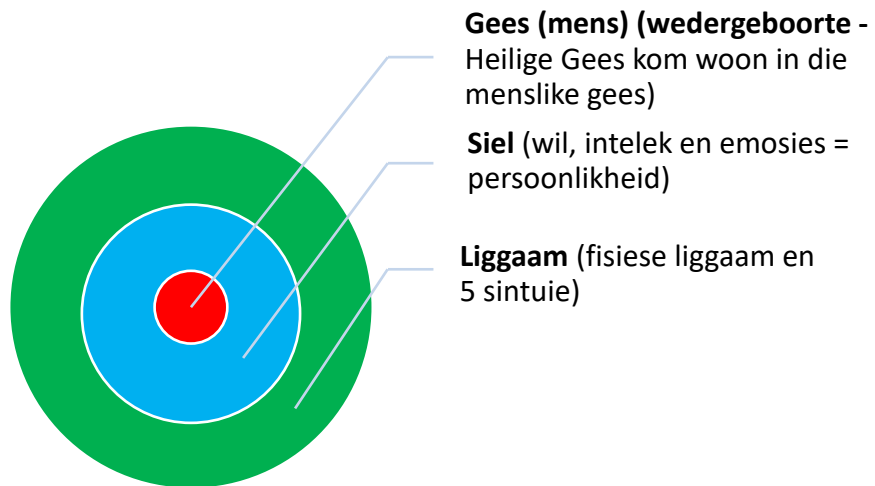 Gees (mens) (wedergeboorte -
Heilige Gees kom woon in die
menslike gees)
Siel (wil, intelek en emosies =
persoonlikheid)
Liggaam (fisiese liggaam en
5 sintuie)